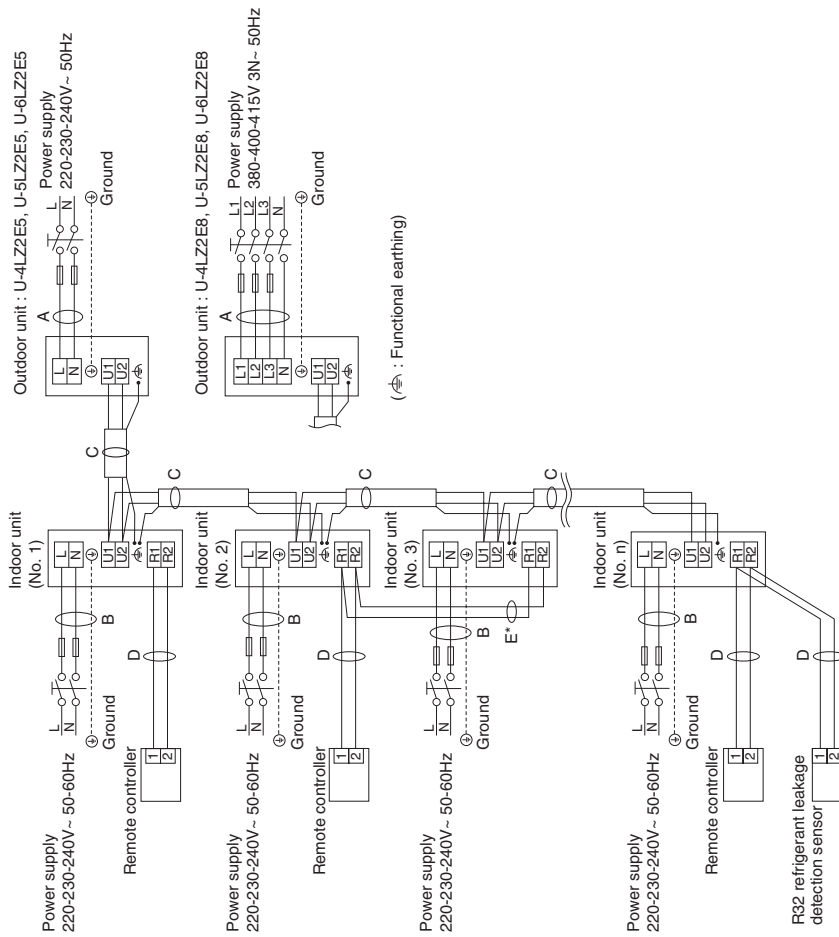 Outdoor unit : U-4LZ2E5, U-5LZ2E5, U-6LZ2E5
Power supply
220-230-240V ~ 50Hz
L
N
Ground
A
L
N
U1
U2
C
Outdoor unit : U-4LZ2E8, U-5LZ2E8, U-6LZ2E8
Power supply
380-400-415V 3N~ 50Hz
L1
L2
L3
N
Ground
A
L1
L2
L3
N
U1
U2
( : Functional earthing)
Indoor unit
(No. 1)
L
N
U1
U2
R1
R2
B
D
C
L
N
Ground
Power supply
220-230-240V ~ 50-60Hz
Remote controller
1
2
Indoor unit
(No. 2)
L
N
U1
U2
R1
R2
B
D
C
L
N
Ground
Power supply
220-230-240V ~ 50-60Hz
Remote controller
1
2
Indoor unit
(No. 3)
L
N
U1
U2
R1
R2
B
E*
C
L
N
Ground
Power supply
220-230-240V ~ 50-60Hz
Indoor unit
(No. n)
L
N
U1
U2
R1
R2
B
D
L
N
Ground
Power supply
220-230-240V ~ 50-60Hz
Remote controller
1
2
D
R32 refrigerant leakage
detection sensor
1
2